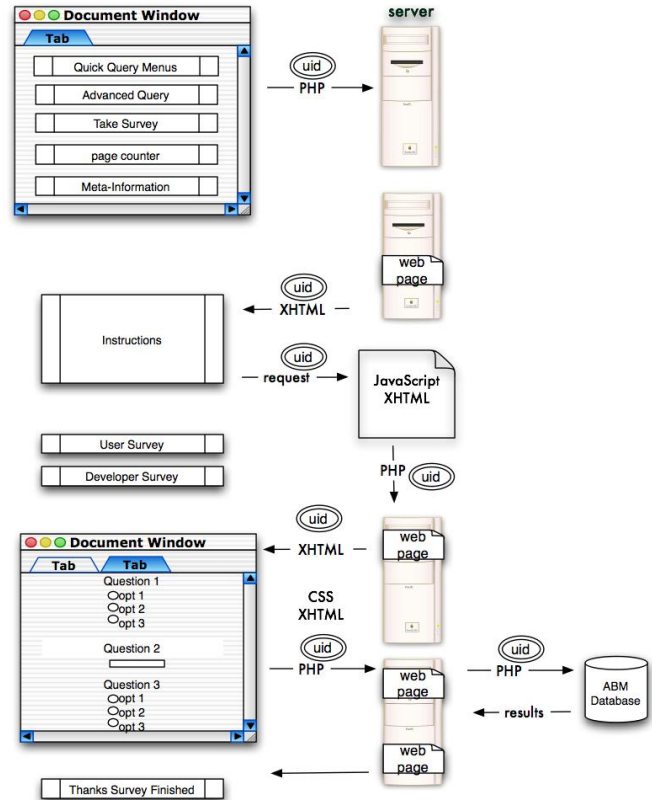 server
Document Window
Tab
Quick Query Menus
Advanced Query
Take Survey
page counter
Meta-Information
uid
PHP
web
page
uid
XHTML
Instructions
uid
request
JavaScript
XHTML
User Survey
Developer Survey
PHP
uid
Document Window
Tab
Tab
Question 1
opt 1
opt 2
opt 3
Question 2
Question 3
opt 1
opt 2
opt 3
uid
XHTML
web
page
CSS
XHTML
uid
PHP
web
page
uid
PHP
ABM
Database
results
web
page
Thanks Survey Finished